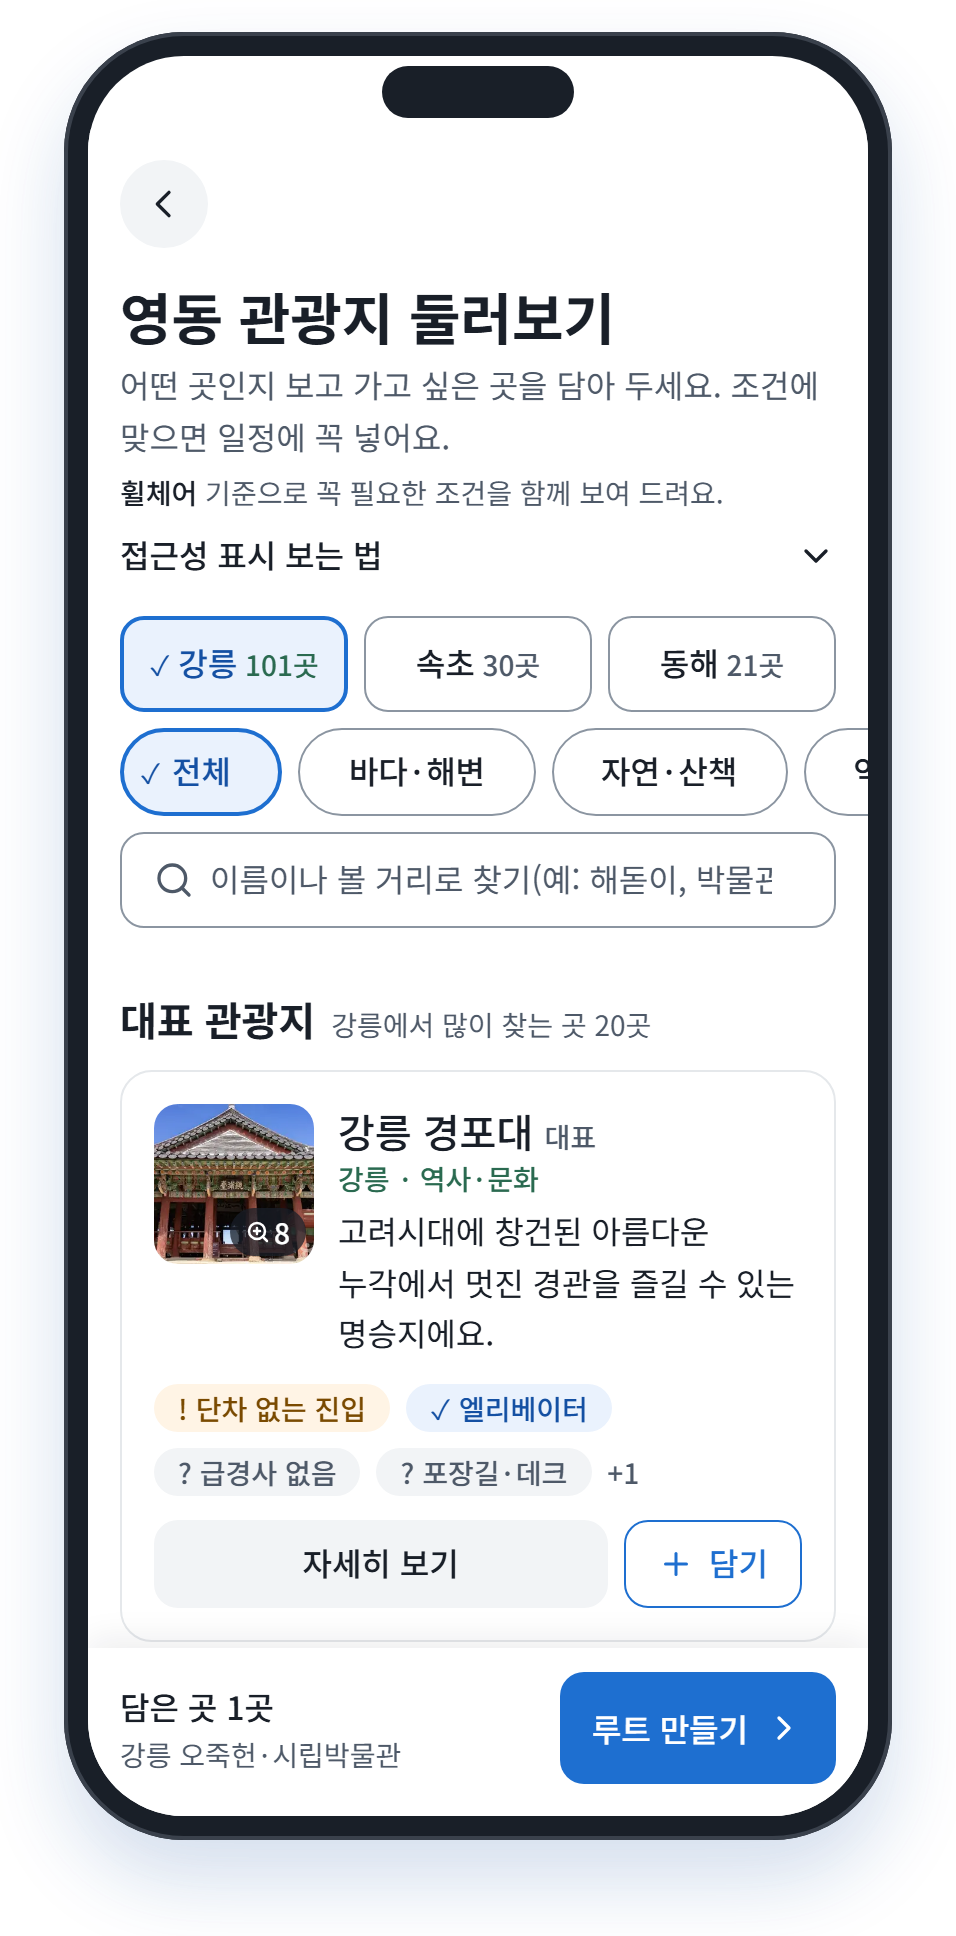 영동 관광지 둘러보기
어떤 곳인지 보고 가고 싶은 곳을 담아 두세요. 조건에
맞으면 일정에 꼭 넣어요.
휠체어 기준으로 꼭 필요한 조건을 함께 보여 드려요.
접근성 표시 보는 법
✓ 강릉 101곳
속초 30곳
동해 21곳
✓ 전체
바다·해변
자연·산책
이름이나 볼 거리로 찾기(예: 해돋이, 박물관
대표 관광지 강릉에서 많이 찾는 곳 20곳
강릉 경포대 대표
강릉 · 역사·문화
8
고려시대에 창건된 아름다운
누각에서 멋진 경관을 즐길 수 있는
명승지에요.
! 단차 없는 진입
✓ 엘리베이터
? 급경사 없음
? 포장길·데크
+1
자세히 보기
+ 담기
담은 곳 1곳
강릉 오죽헌·시립박물관
루트 만들기